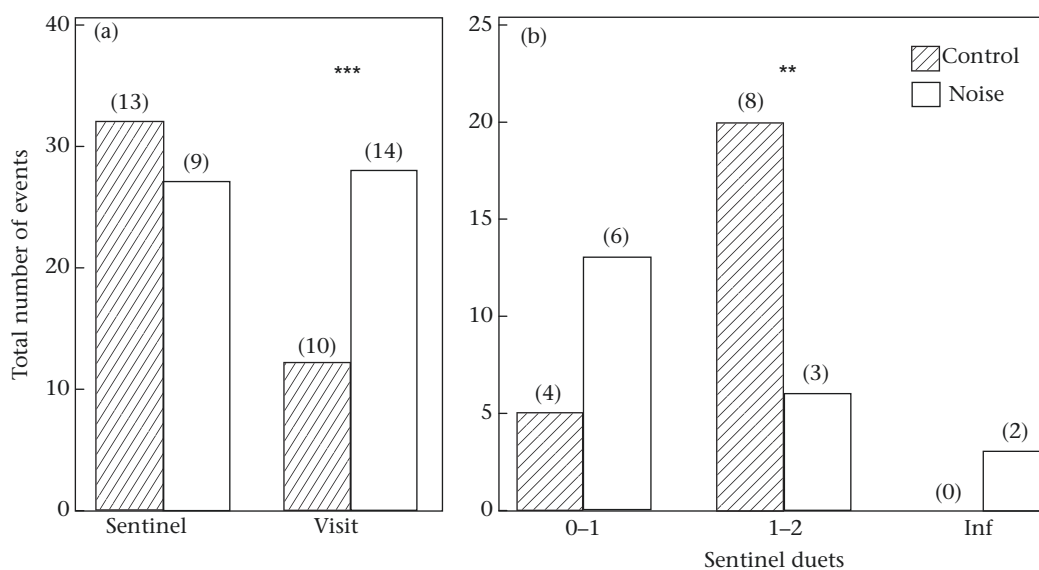 (a)
***
40
(13)
(9)
(14)
30
20
(10)
10
0
Total number of events
Sentinel
Visit
(b)
**
Control
Noise
25
(8)
20
15
(6)
10
(4)
(3)
5
(2)
(0)
0
0–1
1–2
Inf
Sentinel duets